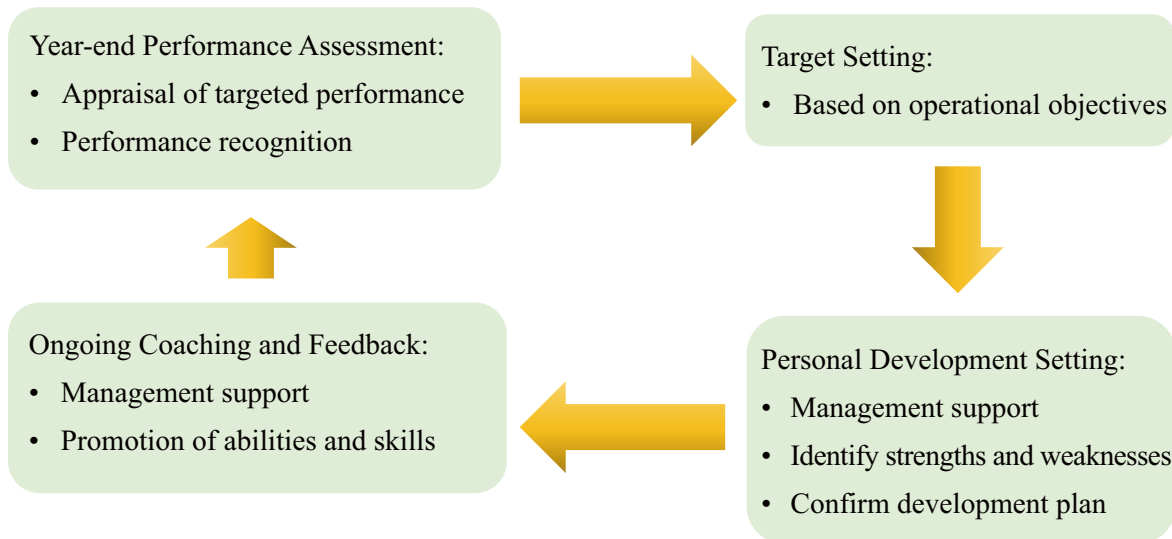 Year-end Performance Assessment:
• Appraisal of targeted performance
• Performance recognition
Target Setting:
• Based on operational objectives
Ongoing Coaching and Feedback:
• Management support
• Promotion of abilities and skills
Personal Development Setting:
• Management support
• Identify strengths and weaknesses
• Confirm development plan